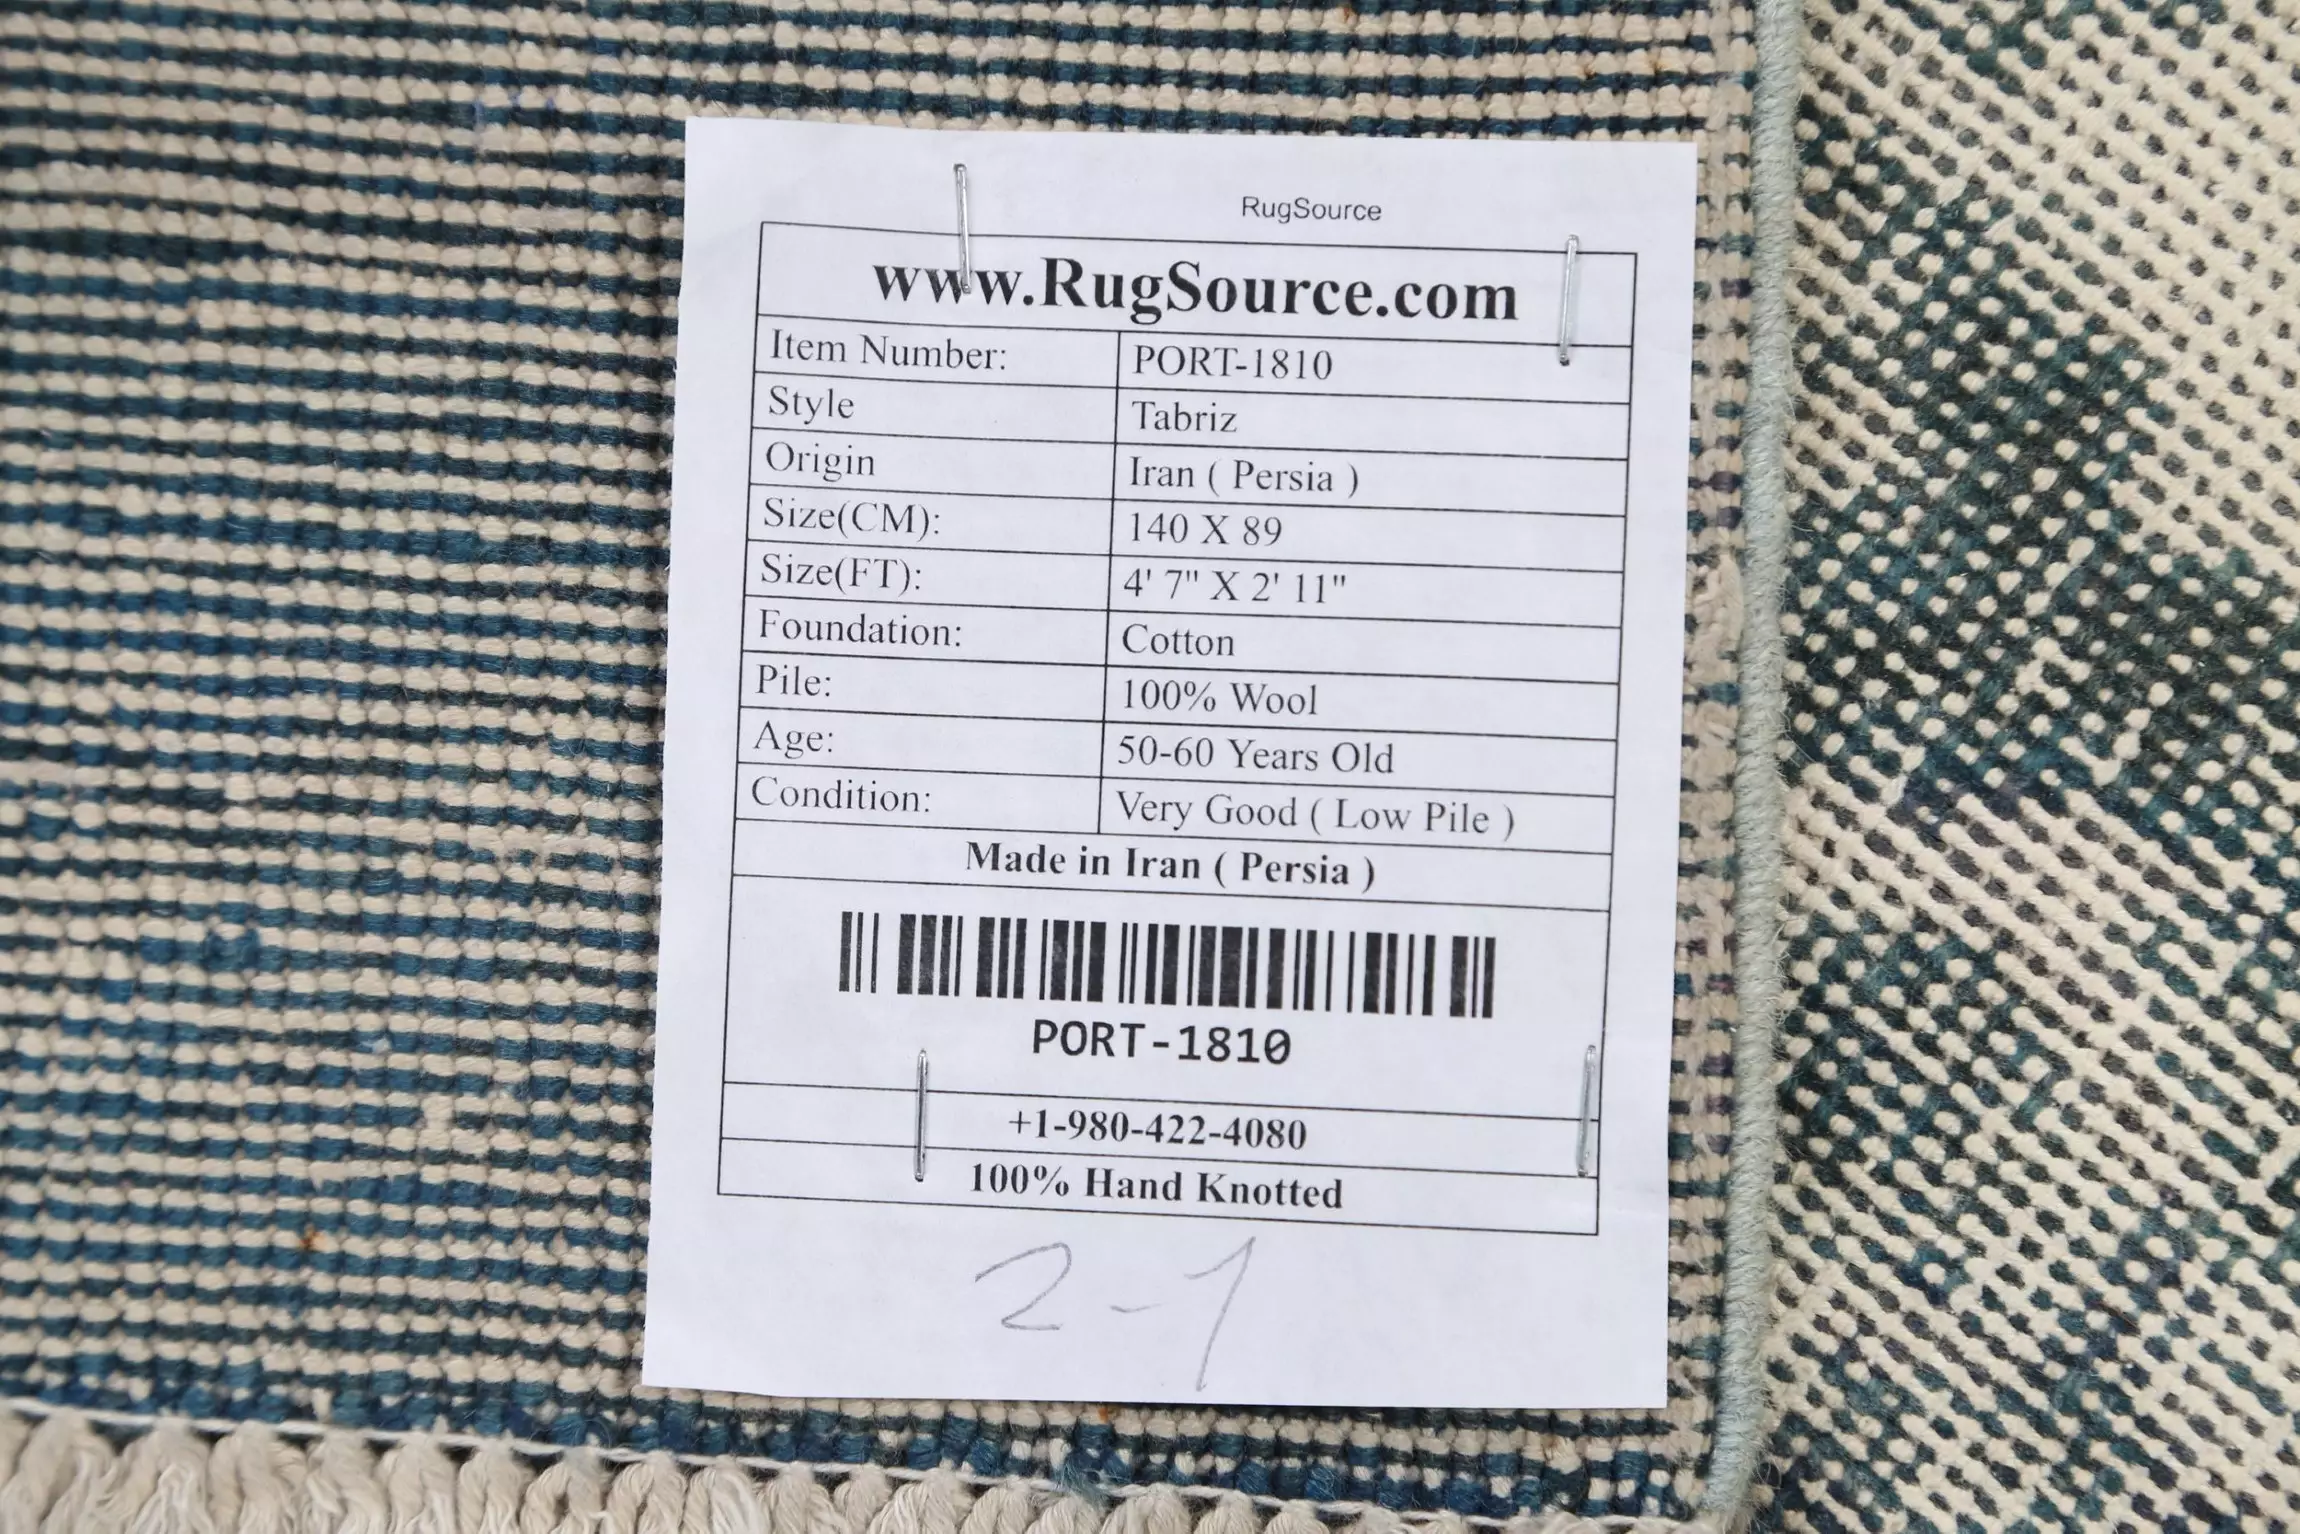 RugSource
www.RugSource.com
Item Number: PORT-1810
Style Tabriz
Origin Iran ( Persia )
Size(CM): 140 X 89
Size(FT): 4' 7" X 2' 11"
Foundation: Cotton
Pile: 100% Wool
Age: 50-60 Years Old
Condition: Very Good ( Low Pile )
Made in Iran ( Persia )
PORT-1810
+1-980-422-4080
100% Hand Knotted
2-1